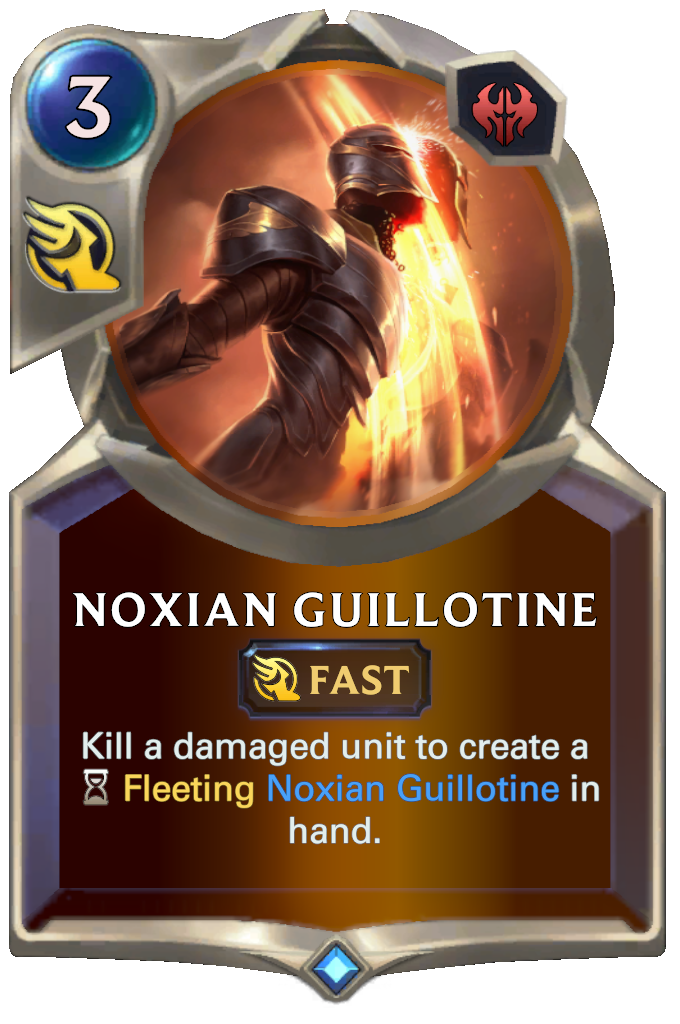 3
NOXIAN GUILLOTINE
FAST
Kill a damaged unit to create a
Fleeting Noxian Guillotine in
hand.